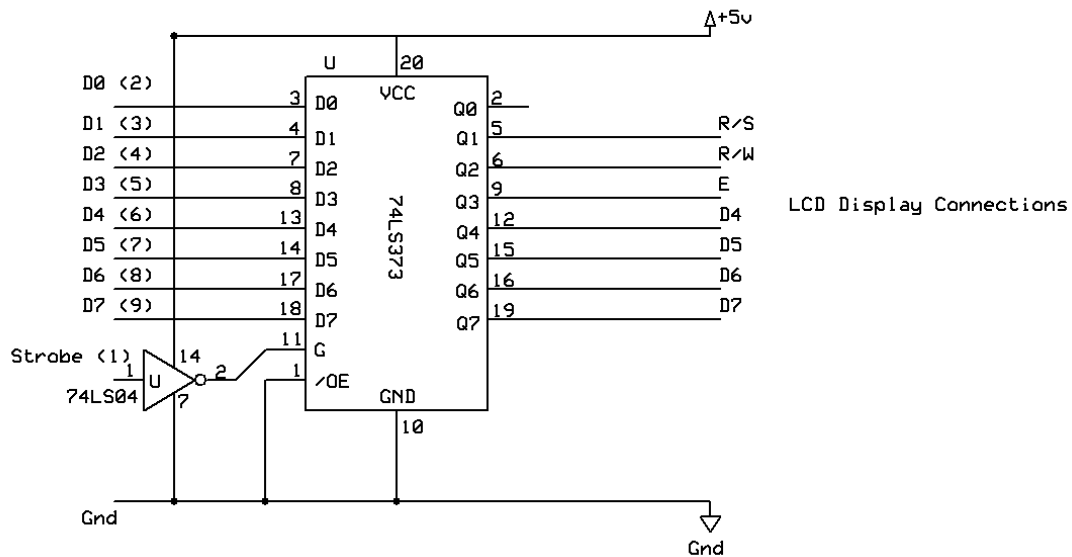 +5v
U 20
D0 (2)
3 D0 VCC Q0 2
D1 (3)
4 D1 Q1 5 R/S
D2 (4)
7 D2 Q2 6 R/W
D3 (5)
8 D3 Q3 9 E
LCD Display Connections
D4 (6)
13 D4 Q4 12 D4
D5 (7)
14 D5 Q5 15 D5
D6 (8)
17 D6 Q6 16 D6
D7 (9)
18 D7 Q7 19 D7
74LS373
11 G
Strobe (1) 14
1 U 2
1 /OE
74LS04 7
GND
10
Gnd
Gnd